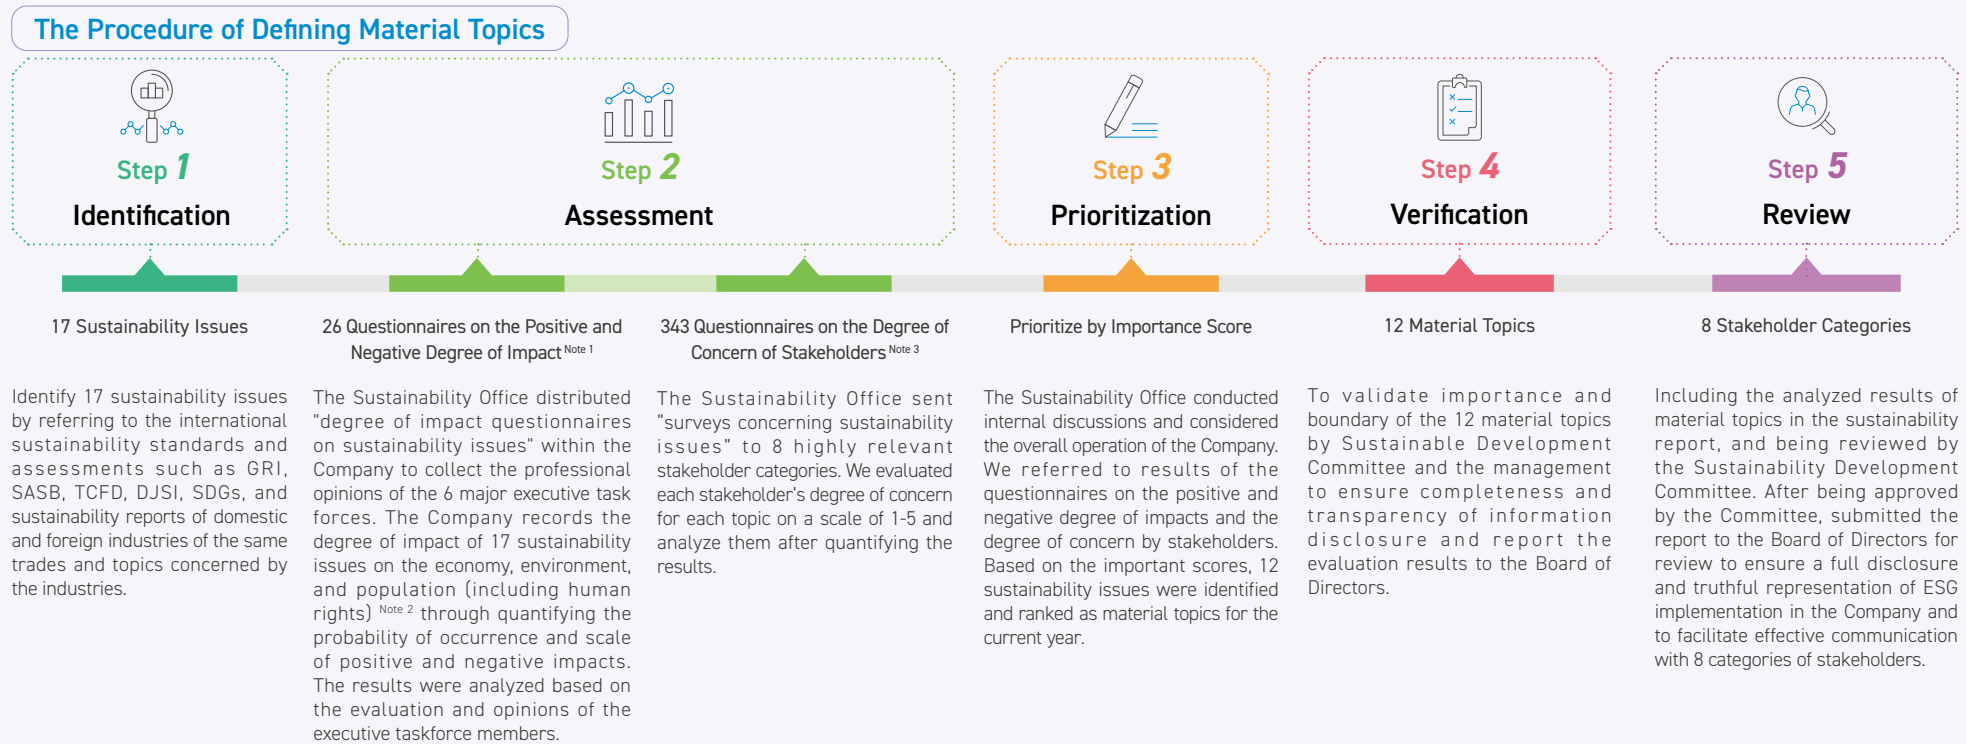 The Procedure of Defining Material Topics
Step 1
Identification
Step 2
Assessment
Step 3
Prioritization
Step 4
Verification
Step 5
Review
17 Sustainability Issues
Identify 17 sustainability issues
by referring to the international
sustainability standards and
assessments such as GRI,
SASB, TCFD, DJSI, SDGs, and
sustainability reports of domestic
and foreign industries of the same
trades and topics concerned by
the industries.
26 Questionnaires on the Positive and
Negative Degree of Impact Note 1
The Sustainability Office distributed
"degree of impact questionnaires
on sustainability issues" within the
Company to collect the professional
opinions of the 6 major executive task
forces. The Company records the
degree of impact of 17 sustainability
issues on the economy, environment,
and population (including human
rights) Note 2 through quantifying the
probability of occurrence and scale
of positive and negative impacts.
The results were analyzed based on
the evaluation and opinions of the
executive taskforce members.
343 Questionnaires on the Degree of
Concern of Stakeholders Note 3
The Sustainability Office sent
"surveys concerning sustainability
issues" to 8 highly relevant
stakeholder categories. We evaluated
each stakeholder's degree of concern
for each topic on a scale of 1-5 and
analyze them after quantifying the
results.
Prioritize by Importance Score
The Sustainability Office conducted
internal discussions and considered
the overall operation of the Company.
We referred to results of the
questionnaires on the positive and
negative degree of impacts and the
degree of concern by stakeholders.
Based on the important scores, 12
sustainability issues were identified
and ranked as material topics for the
current year.
12 Material Topics
To validate importance and
boundary of the 12 material topics
by Sustainable Development
Committee and the management
to ensure completeness and
transparency of information
disclosure and report the
evaluation results to the Board of
Directors.
8 Stakeholder Categories
Including the analyzed results of
material topics in the sustainability
report, and being reviewed by
the Sustainability Development
Committee. After being approved
by the Committee, submitted the
report to the Board of Directors for
review to ensure a full disclosure
and truthful representation of ESG
implementation in the Company and
to facilitate effective communication
with 8 categories of stakeholders.